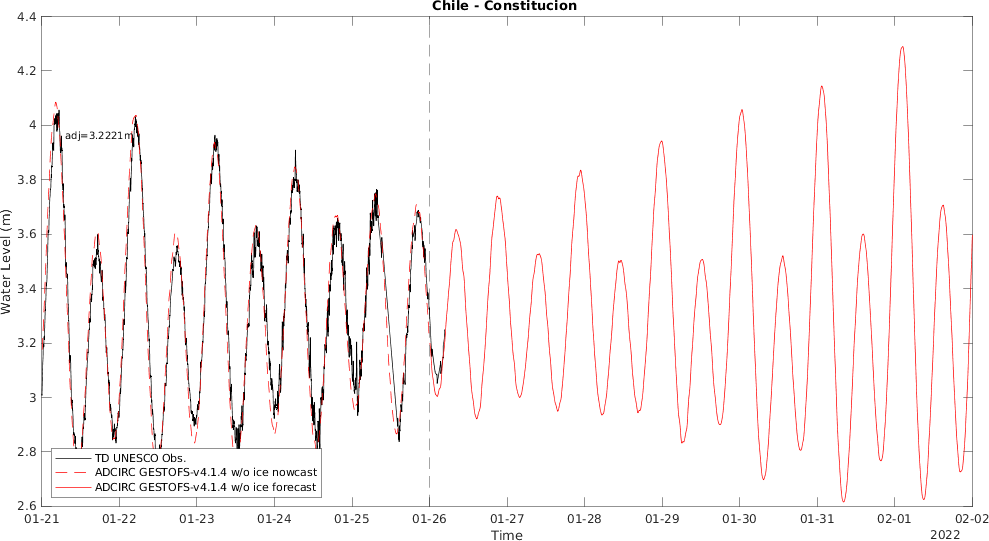 Chile - Constitucion
4.4
4.2
4
3.8
3.6
3.4
3.2
3
2.8
2.6
Water Level (m)
adj=3.2221m
TD UNESCO Obs.
ADCIRC GESTOFS-v4.1.4 w/o ice nowcast
ADCIRC GESTOFS-v4.1.4 w/o ice forecast
01-21 01-22 01-23 01-24 01-25 01-26 01-27 01-28 01-29 01-30 01-31 02-01 02-02
Time
2022